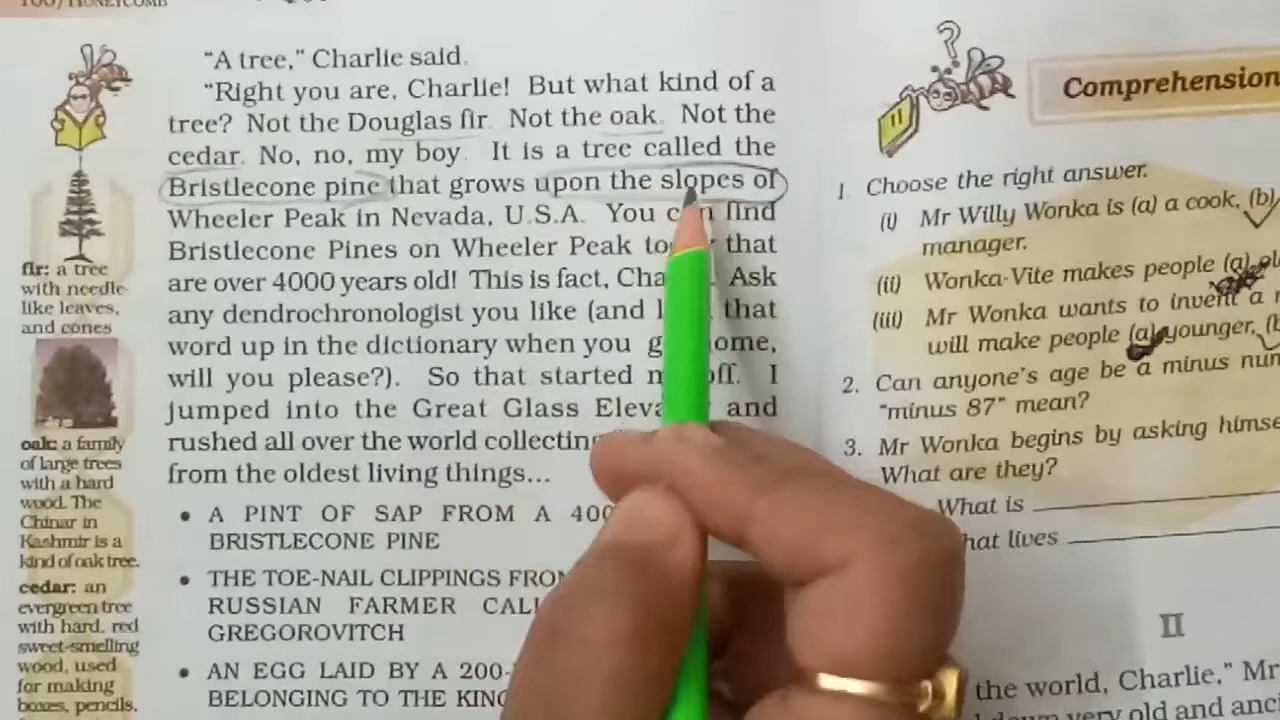 100/HONEYCOMB
"A tree," Charlie said.
"Right you are, Charlie! But what kind of a
tree? Not the Douglas fir. Not the oak. Not the
cedar. No, no, my boy. It is a tree called the
Bristlecone pine that grows upon the slopes of
Wheeler Peak in Nevada, U.S.A. You can find
Bristlecone Pines on Wheeler Peak today that
are over 4000 years old! This is fact, Cha Ask
any dendrochronologist you like (and that
word up in the dictionary when you g ome,
will you please?). So that started m off. I
jumped into the Great Glass Eleva and
rushed all over the world collecting
from the oldest living things...
• A PINT OF SAP FROM A 400
BRISTLECONE PINE
• THE TOE-NAIL CLIPPINGS FROM
RUSSIAN FARMER CALL
GREGOROVITCH
• AN EGG LAID BY A 200-
BELONGING TO THE KING
fir: a tree
with needle-
like leaves,
and cones
oak: a family
of large trees
with a hard
wood. The
Chinar in
Kashmir is a
kind of oak tree.
cedar: an
evergreen tree
with hard, red
sweet-smelling
wood, used
for making
boxes, pencils,
?
Comprehension
1. Choose the right answer.
(i) Mr Willy Wonka is (a) a cook, (b)
manager.
(ii) Wonka-Vite makes people (a) ol
(iii) Mr Wonka wants to invent a
will make people (a) younger, (b
2. Can anyone's age be a minus num
"minus 87" mean?
3. Mr Wonka begins by asking himse
What are they?
What is
hat lives
II
the world, Charlie," Mr
down very old and anc